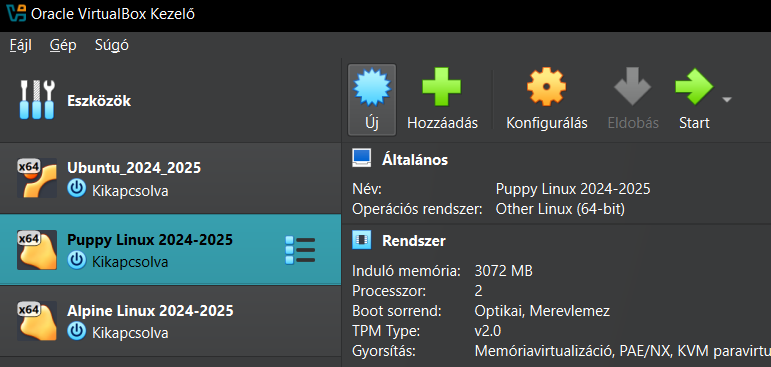 Oracle VirtualBox Kezelő
Fájl Gép Súgó
Eszközök
Új Hozzáadás Konfigurálás Eldobás Start
x64 Ubuntu_2024_2025
Kikapcsolva
x64 Puppy Linux 2024-2025
Kikapcsolva
x64 Alpine Linux 2024-2025
Kikapcsolva
Általános
Név: Puppy Linux 2024-2025
Operációs rendszer: Other Linux (64-bit)
Rendszer
Induló memória: 3072 MB
Processzor: 2
Boot sorrend: Optikai, Merevlemez
TPM Type: v2.0
Gyorsítás: Memóriavirtualizáció, PAE/NX, KVM paravirtu